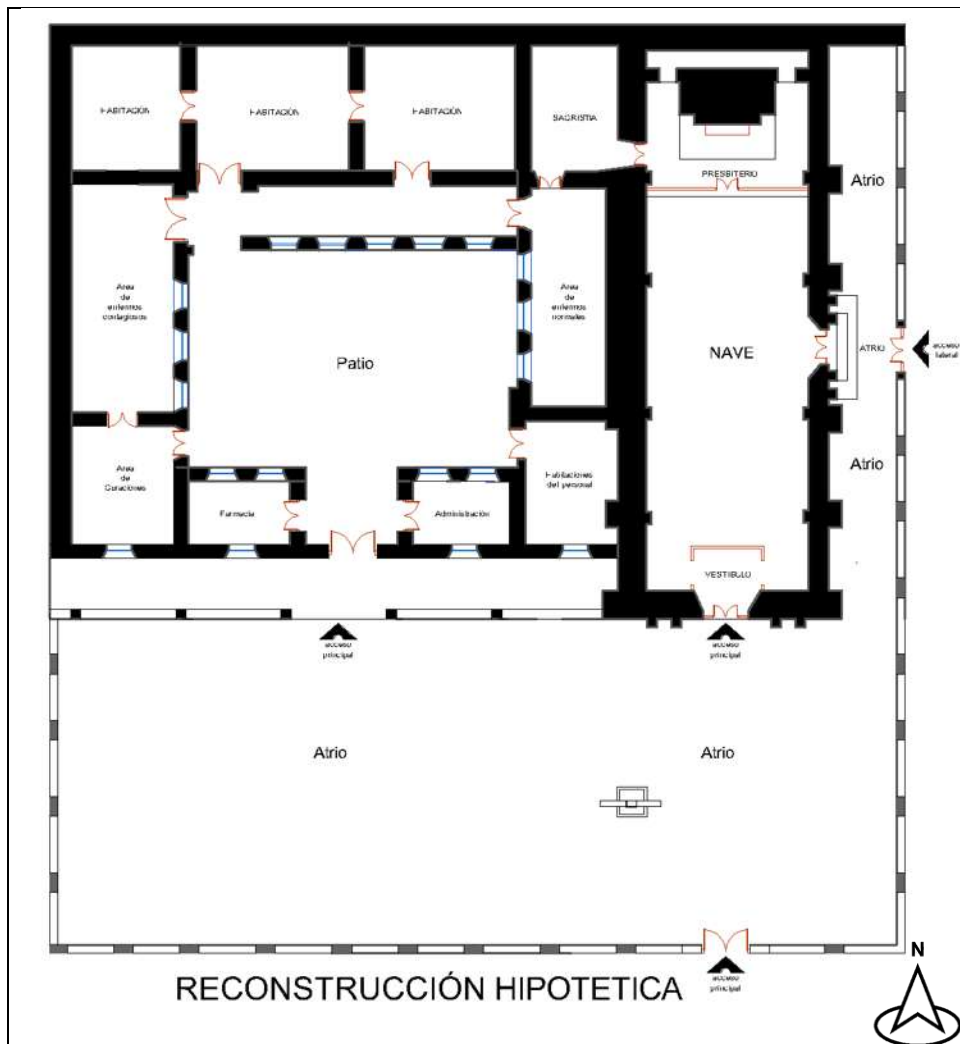 HABITACIÓN
HABITACIÓN
HABITACIÓN
SACRISTIA
PRESBITERIO
Atrio
Area
de
enfermos
contagiosos
Area
de
enfermos
normales
Patio
NAVE
ATRIO
acceso
lateral
Area
de
Curaciones
Farmacia
Administración
Habitaciones
del personal
Atrio
VESTIBULO
acceso
principal
acceso
principal
Atrio
Atrio
acceso
principal
RECONSTRUCCIÓN HIPOTETICA
N